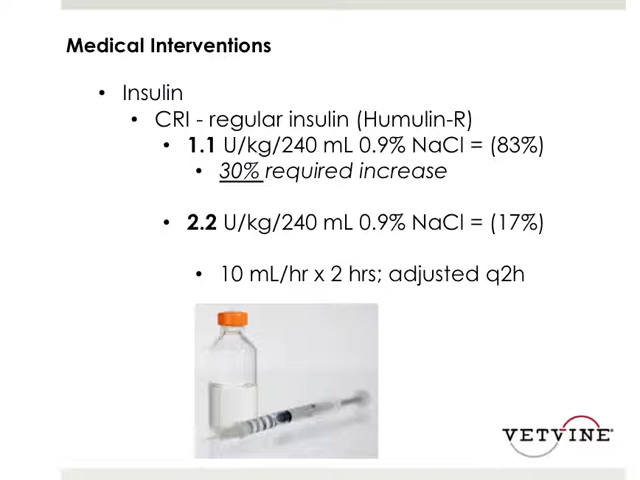 Medical Interventions
• Insulin
• CRI - regular insulin (Humulin-R)
• 1.1 U/kg/240 mL 0.9% NaCl = (83%)
• 30% required increase
• 2.2 U/kg/240 mL 0.9% NaCl = (17%)
• 10 mL/hr x 2 hrs; adjusted q2h
VETVINE®